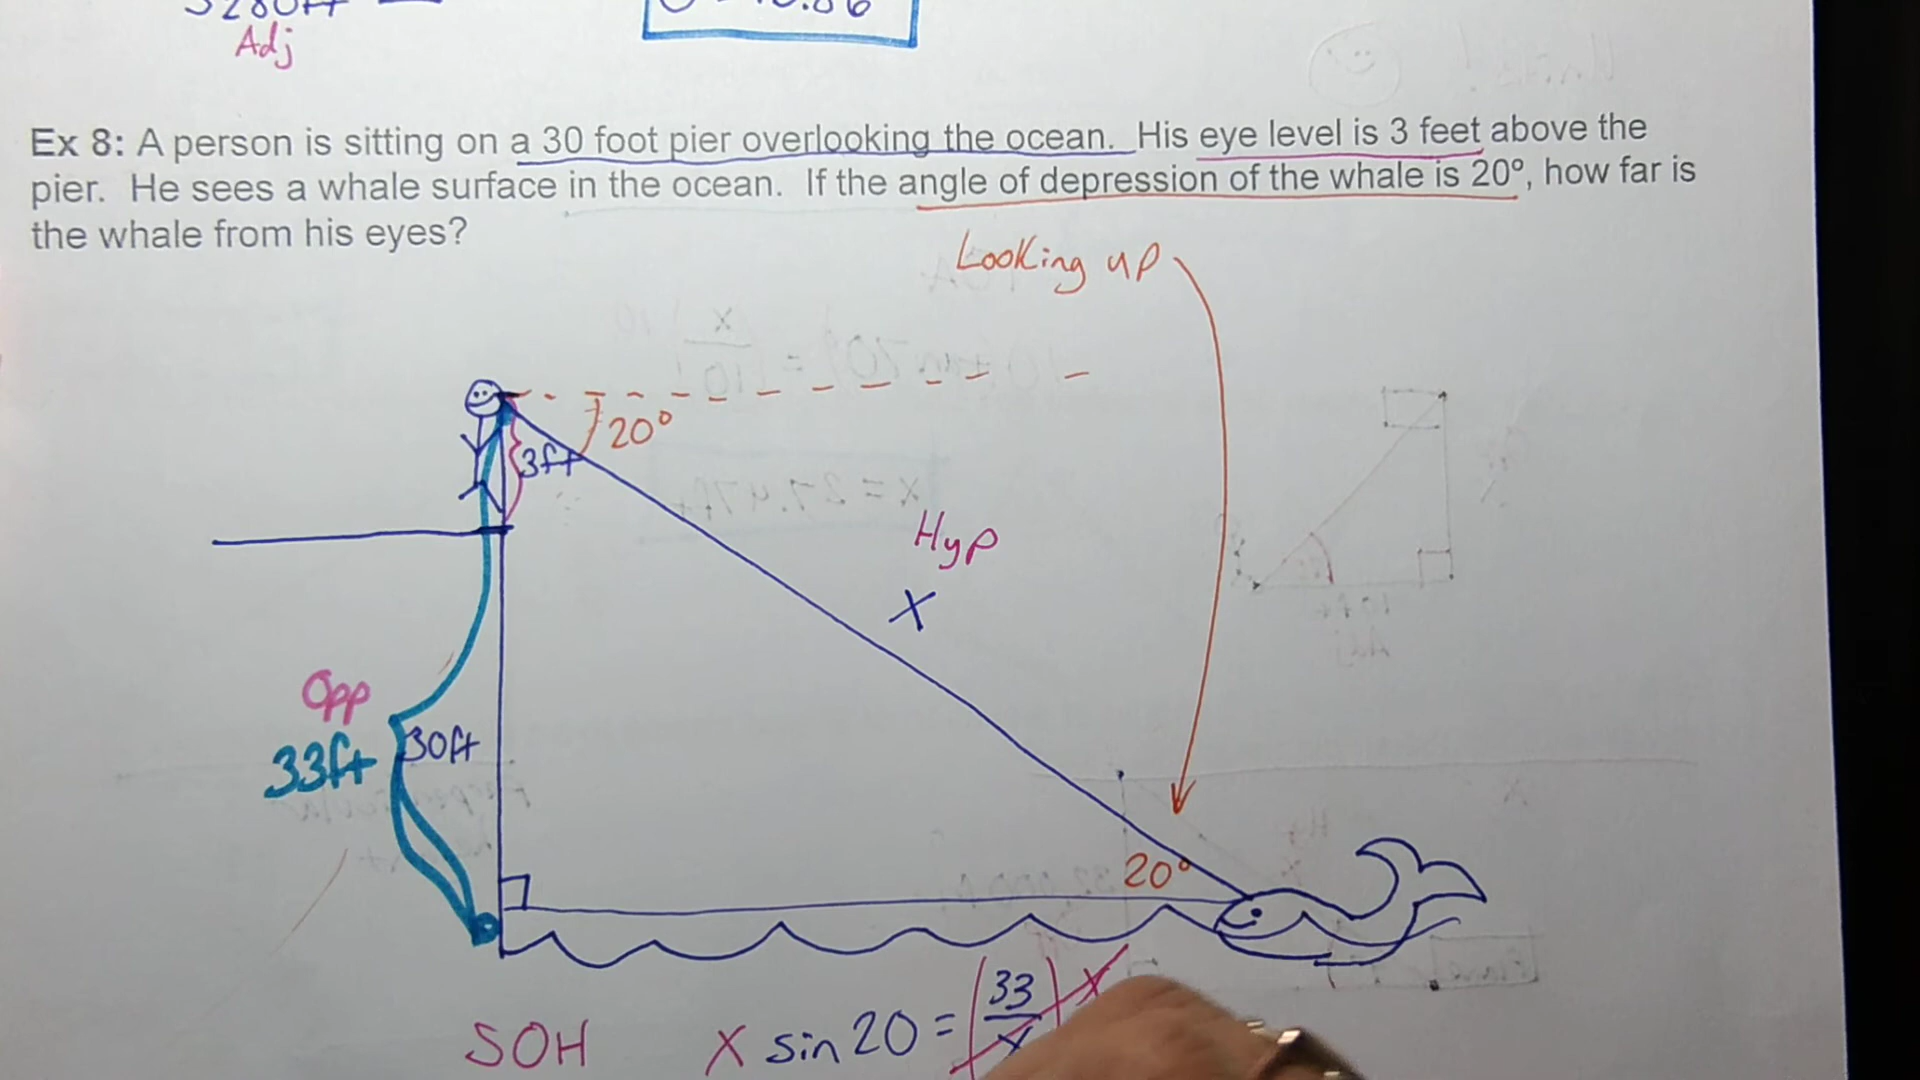 Adj
Ex 8: A person is sitting on a 30 foot pier overlooking the ocean. His eye level is 3 feet above the
pier. He sees a whale surface in the ocean. If the angle of depression of the whale is 20º, how far is
the whale from his eyes?
Looking up
20°
3ft
Hyp
X
Opp
33ft
30ft
20°
SOH X sin 20 = (33/x) x